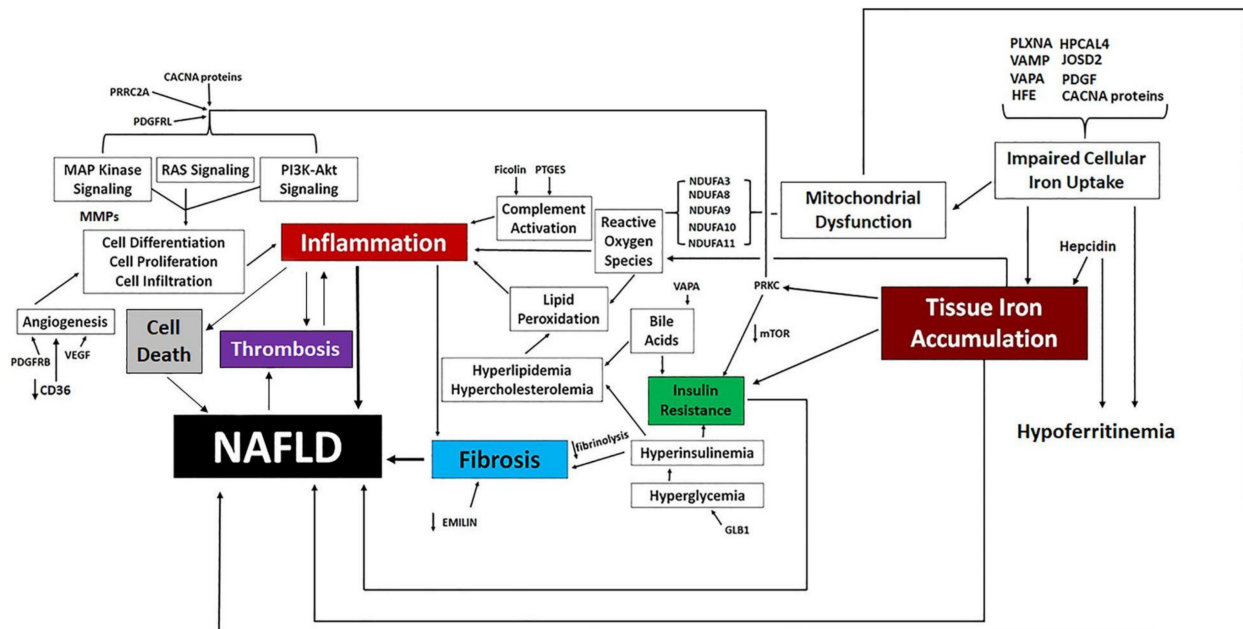 CACNA proteins
PRRC2A
PDGFRL
MAP Kinase
Signaling
RAS Signaling
PI3K-Akt
Signaling
MMPs
Cell Differentiation
Cell Proliferation
Cell Infiltration
Angiogenesis
PDGFRB
VEGF
CD36
Inflammation
Cell
Death
Thrombosis
NAFLD
Ficolin
PTGES
Complement
Activation
Reactive
Oxygen
Species
NDUFA3
NDUFA8
NDUFA9
NDUFA10
NDUFA11
Lipid
Peroxidation
VAPA
Bile
Acids
PRKC
mTOR
Hyperlipidemia
Hypercholesterolemia
Insulin
Resistance
fibrinolysis
Hyperinsulinemia
Hyperglycemia
GLB1
Fibrosis
EMILIN
Mitochondrial
Dysfunction
PLXNA HPCAL4
VAMP JOSD2
VAPA PDGF
HFE CACNA proteins
Impaired Cellular
Iron Uptake
Hepcidin
Tissue Iron
Accumulation
Hypoferritinemia